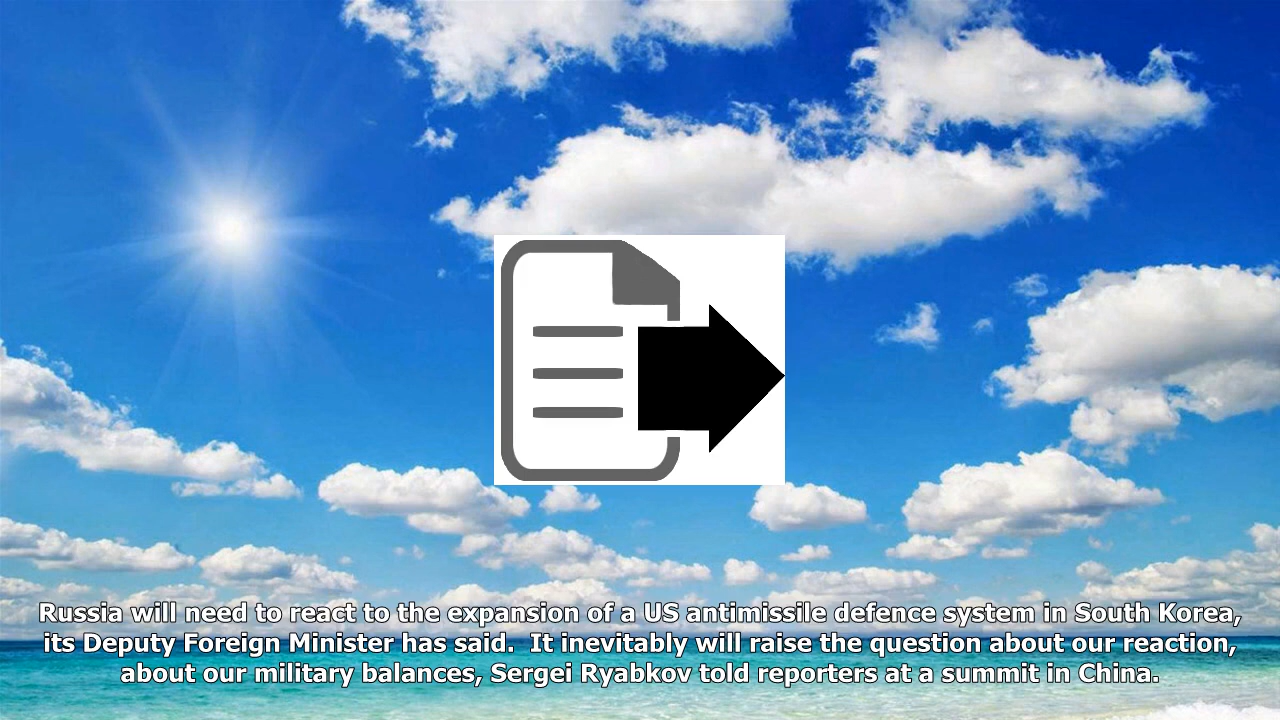 Russia will need to react to the expansion of a US antimissile defence system in South Korea,
its Deputy Foreign Minister has said.  It inevitably will raise the question about our reaction,
about our military balances, Sergei Ryabkov told reporters at a summit in China.